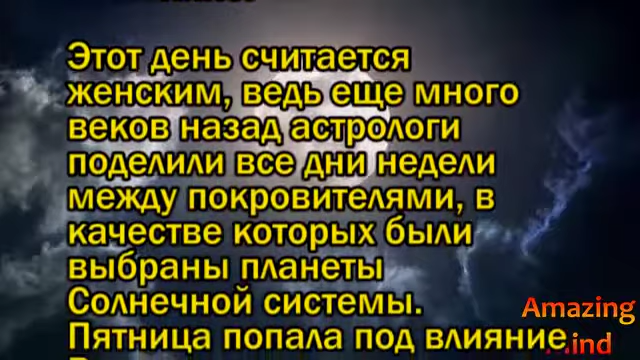 Этот день считается
женским, ведь еще много
веков назад астрологи
поделили все дни недели
между покровителями, в
качестве которых были
выбраны планеты
Солнечной системы.
Пятница попала под влияние
Amazing